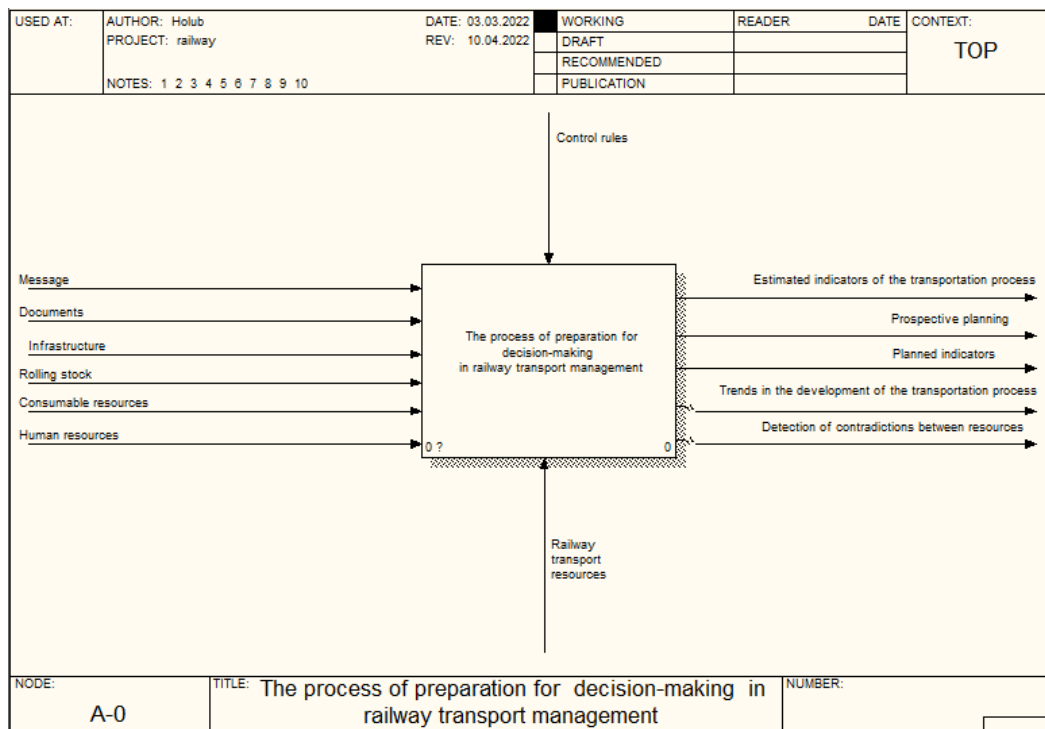 USED AT:
AUTHOR: Holub
DATE: 03.03.2022
WORKING
READER
DATE
CONTEXT:
PROJECT: railway
REV: 10.04.2022
DRAFT
TOP
RECOMMENDED
NOTES: 1 2 3 4 5 6 7 8 9 10
PUBLICATION
Control rules
Message
Documents
Infrastructure
Rolling stock
Consumable resources
Human resources
The process of preparation for
decision-making
in railway transport management
0 ?
0
Estimated indicators of the transportation process
Prospective planning
Planned indicators
Trends in the development of the transportation process
Detection of contradictions between resources
Railway
transport
resources
NODE:
A-0
TITLE: The process of preparation for decision-making in
railway transport management
NUMBER: